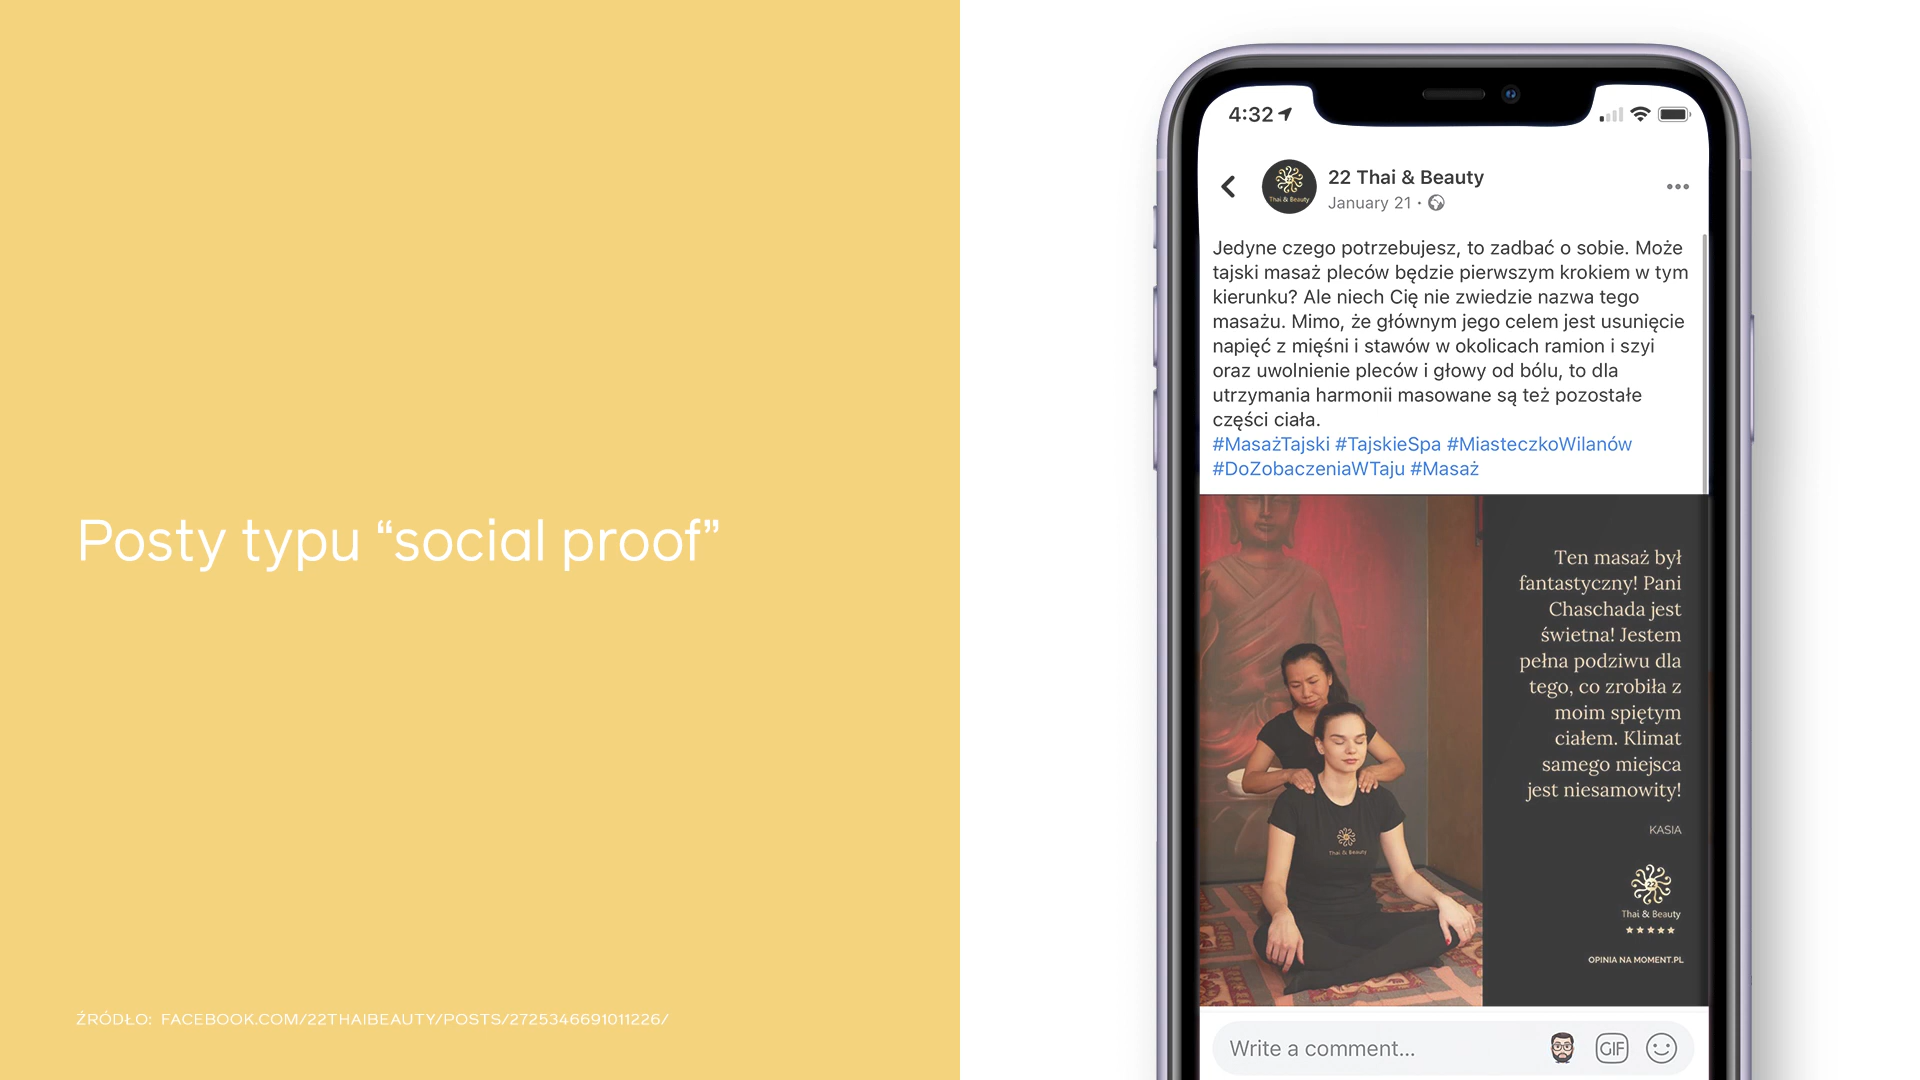 Posty typu “social proof”
ŹRÓDŁO: FACEBOOK.COM/22THAIBEAUTY/POSTS/2725346691011226/
4:32
22 Thai & Beauty
January 21 ·
Thai & Beauty
Jedyne czego potrzebujesz, to zadbać o sobie. Może
tajski masaż pleców będzie pierwszym krokiem w tym
kierunku? Ale niech Cię nie zwiedzie nazwa tego
masażu. Mimo, że głównym jego celem jest usunięcie
napięć z mięśni i stawów w okolicach ramion i szyi
oraz uwolnienie pleców i głowy od bólu, to dla
utrzymania harmonii masowane są też pozostałe
części ciała.
#MasażTajski #TajskieSpa #MiasteczkoWilanów
#DoZobaczeniaWTaju #Masaż
Ten masaż był
fantastyczny! Pani
Chaschada jest
świetna! Jestem
pełna podziwu dla
tego, co zrobiła z
moim spiętym
ciałem. Klimat
samego miejsca
jest niesamowity!
KASIA
Thai & Beauty
22
Thai & Beauty
OPINIA NA MOMENT.PL
Write a comment...
GIF